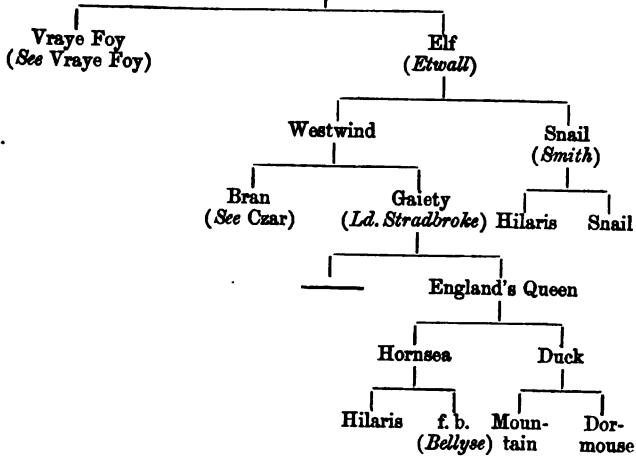 Vraye Foy
(See Vraye Foy)
Elf
(Etwall)
Westwind
Snail
(Smith)
Bran
(See Czar)
Gaiety
(Ld. Stradbroke)
Hilaris
Snail
England's Queen
Hornsea
Duck
Hilaris
f. b.
(Bellyse)
Moun-
tain
Dor-
mouse